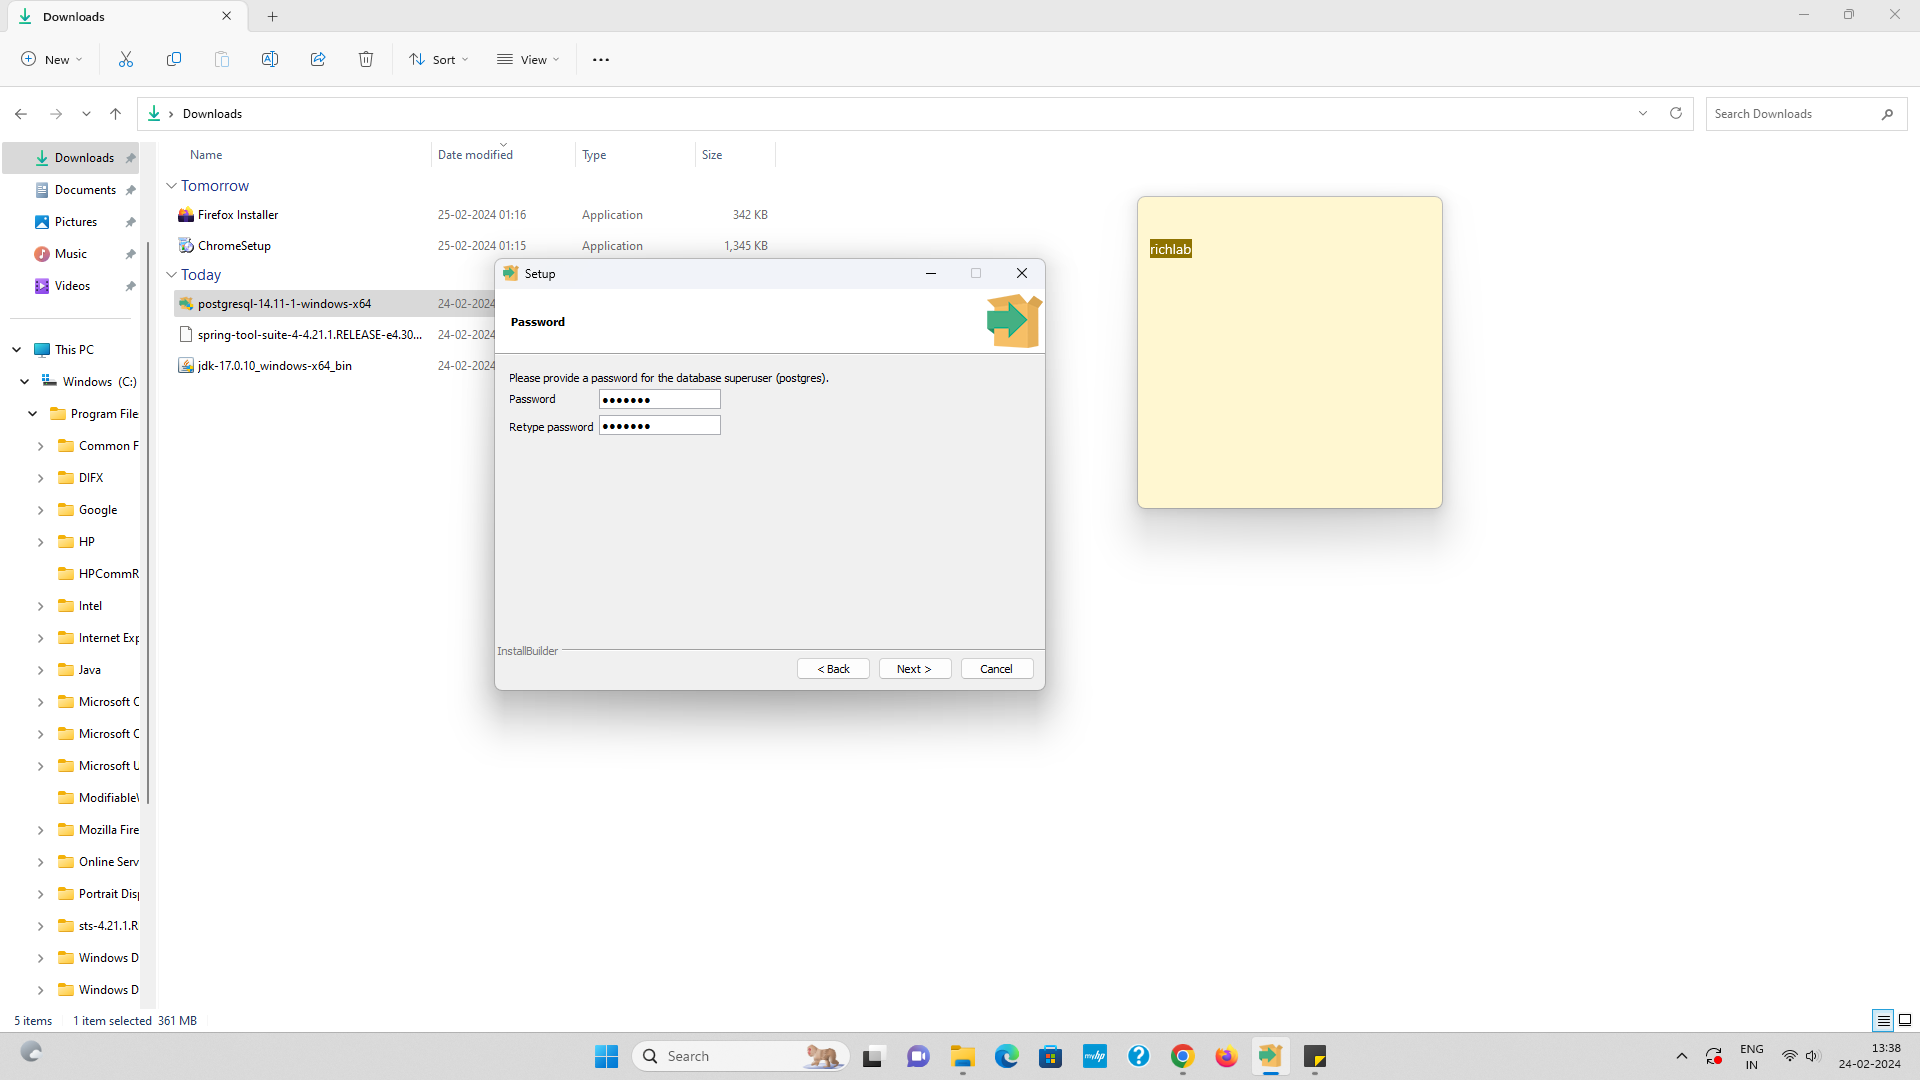 Downloads
New
Sort
View
Downloads
Search Downloads
Downloads
Documents
Pictures
Music
Videos
This PC
Windows (C:)
Program File
Common F
DIFX
Google
HP
HPCommR
Intel
Internet Exp
Java
Microsoft C
Microsoft C
Microsoft U
Modifiable
Mozilla Fire
Online Serv
Portrait Disp
sts-4.21.1.R
Windows D
Windows D
Name Date modified Type Size
Tomorrow
Firefox Installer 25-02-2024 01:16 Application 342 KB
ChromeSetup 25-02-2024 01:15 Application 1,345 KB
Today
postgresql-14.11-1-windows-x64 24-02-2024
spring-tool-suite-4-4.21.1.RELEASE-e4.30... 24-02-2024
jdk-17.0.10_windows-x64_bin 24-02-2024
Setup
Password
Please provide a password for the database superuser (postgres).
Password
Retype password
InstallBuilder
< Back Next > Cancel
richlab
5 items 1 item selected 361 MB
Search
myhp
ENG
IN
13:38
24-02-2024